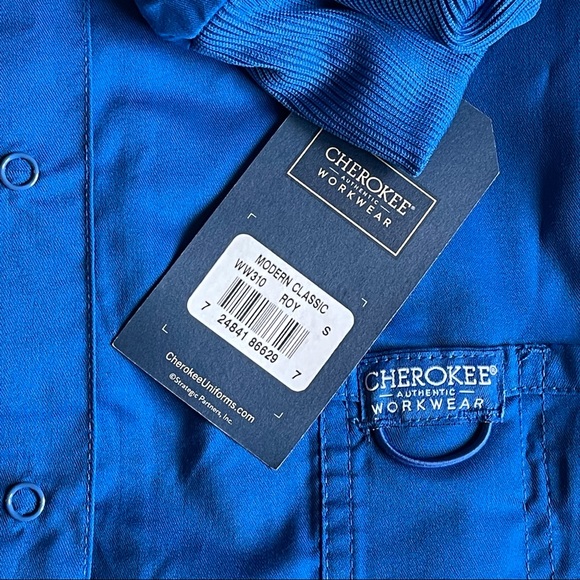 CHEROKEE®
AUTHENTIC
WORKWEAR
MODERN CLASSIC
WW310 ROY S
7 24841 86629 7
CherokeeUniforms.com
©Strategic Partners, Inc.
CHEROKEE®
AUTHENTIC
WORKWEAR